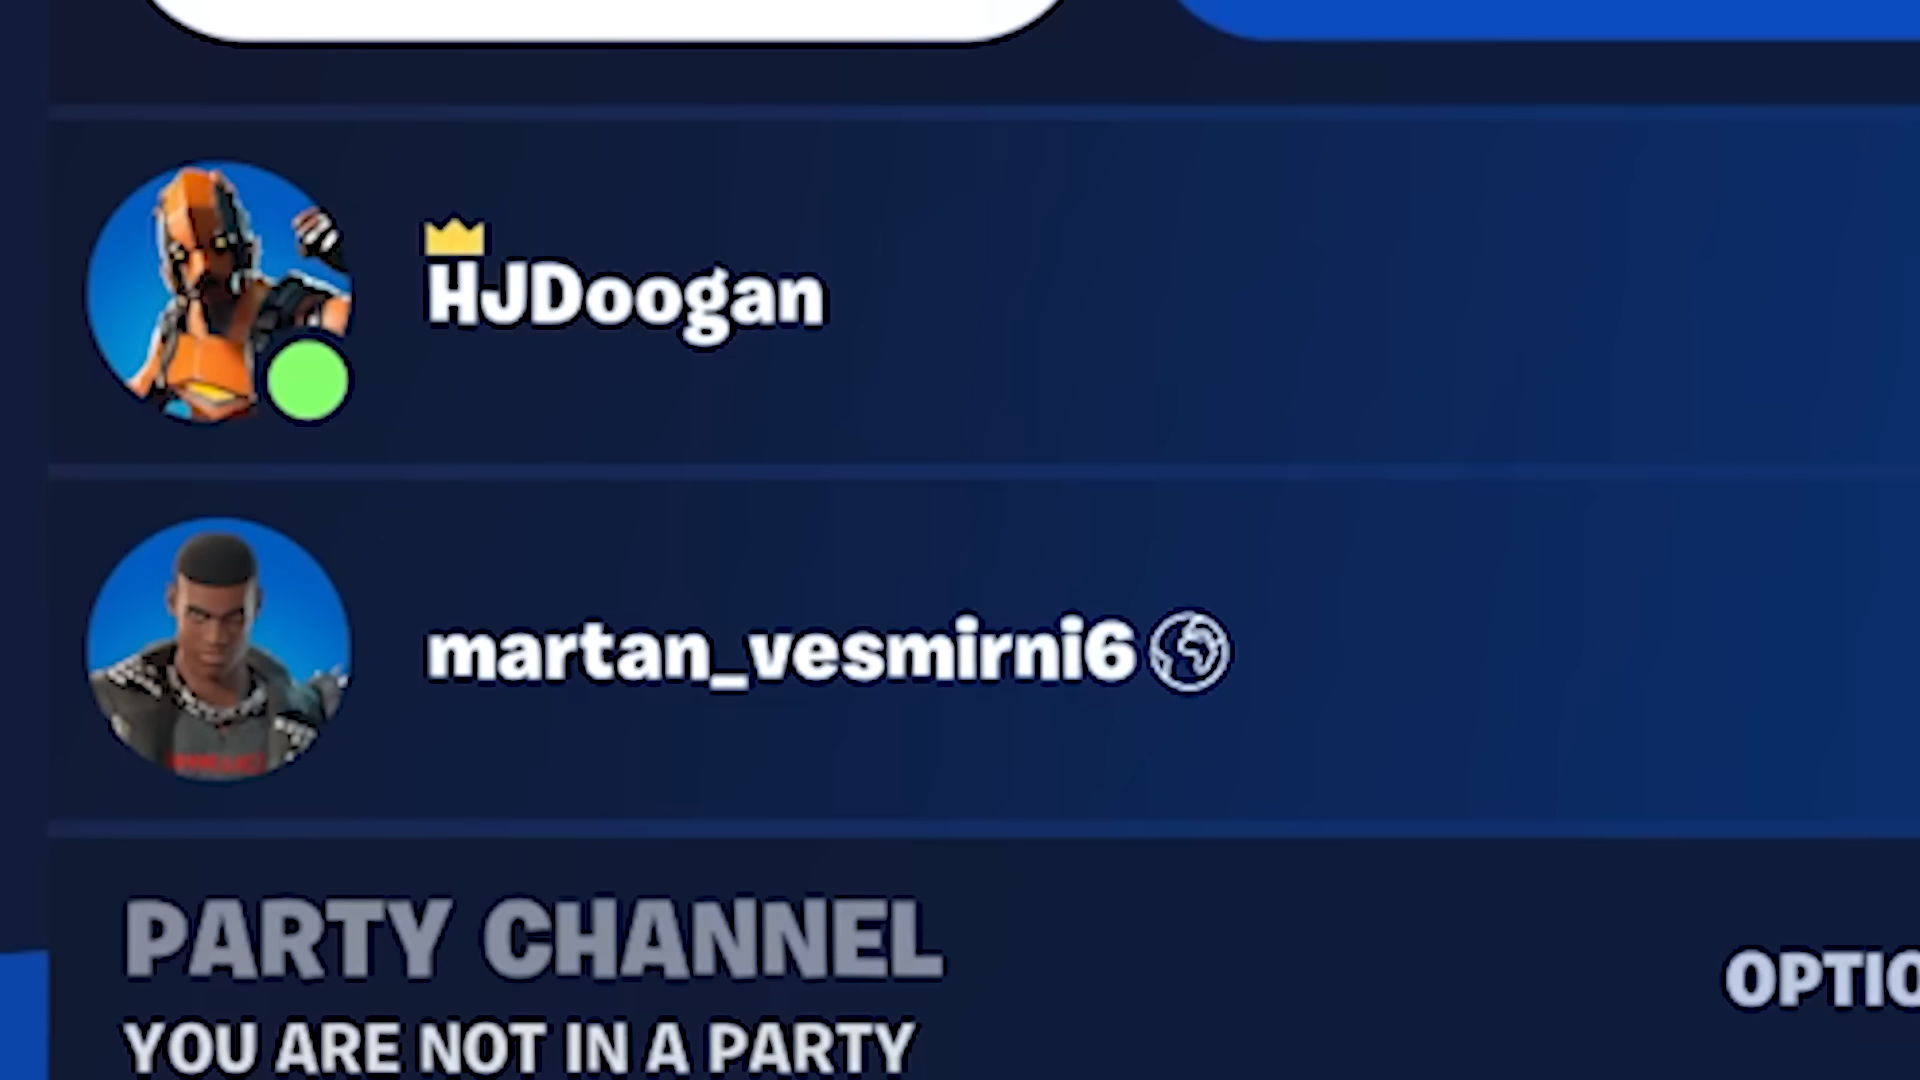 HJDoogan
martan_vesmirni6
PARTY CHANNEL
OPTIO
YOU ARE NOT IN A PARTY